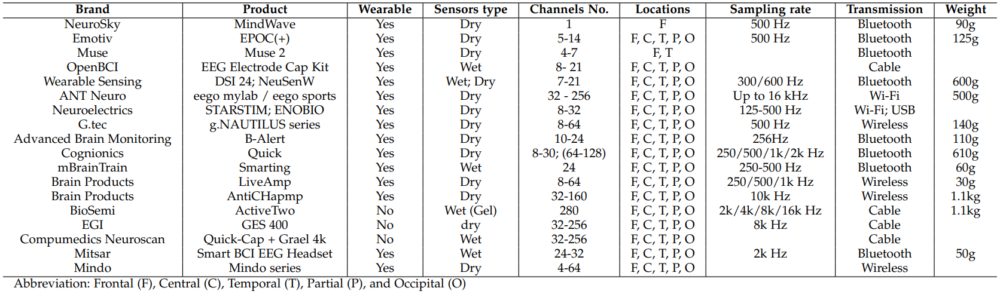 Brand Product Wearable Sensors type Channels No. Locations Sampling rate Transmission Weight
NeuroSky MindWave Yes Dry 1 F 500 Hz Bluetooth 90g
Emotiv EPOC(+) Yes Dry 5-14 F, C, T, P, O 500 Hz Bluetooth 125g
Muse Muse 2 Yes Dry 4-7 F, T Bluetooth
OpenBCI EEG Electrode Cap Kit Yes Wet 8- 21 F, C, T, P, O Cable
Wearable Sensing DSI 24; NeuSenW Yes Wet; Dry 7-21 F, C, T, P, O 300/600 Hz Bluetooth 600g
ANT Neuro eego mylab / eego sports Yes Dry 32 - 256 F, C, T, P, O Up to 16 kHz Wi-Fi 500g
Neuroelectrics STARSTIM; ENOBIO Yes Dry 8-32 F, C, T, P, O 125-500 Hz Wi-Fi; USB
G.tec g.NAUTILUS series Yes Dry 8-64 F, C, T, P, O 500 Hz Wireless 140g
Advanced Brain Monitoring B-Alert Yes Dry 10-24 F, C, T, P, O 256Hz Bluetooth 110g
Cognionics Quick Yes Dry 8-30; (64-128) F, C, T, P, O 250/500/1k/2k Hz Bluetooth 610g
mBrainTrain Smarting Yes Wet 24 F, C, T, P, O 250-500 Hz Bluetooth 60g
Brain Products LiveAmp Yes Dry 8-64 F, C, T, P, O 250/500/1k Hz Wireless 30g
Brain Products AntiCHapmp Yes Dry 32-160 F, C, T, P, O 10k Hz Wireless 1.1kg
BioSemi ActiveTwo No Wet (Gel) 280 F, C, T, P, O 2k/4k/8k/16k Hz Cable 1.1kg
EGI GES 400 No dry 32-256 F, C, T, P, O 8k Hz Cable
Compumedics Neuroscan Quick-Cap + Grael 4k No Wet 32-256 F, C, T, P, O Cable
Mitsar Smart BCI EEG Headset Yes Wet 24-32 F, C, T, P, O 2k Hz Bluetooth 50g
Mindo Mindo series Yes Dry 4-64 F, C, T, P, O Wireless
Abbreviation: Frontal (F), Central (C), Temporal (T), Partial (P), and Occipital (O)